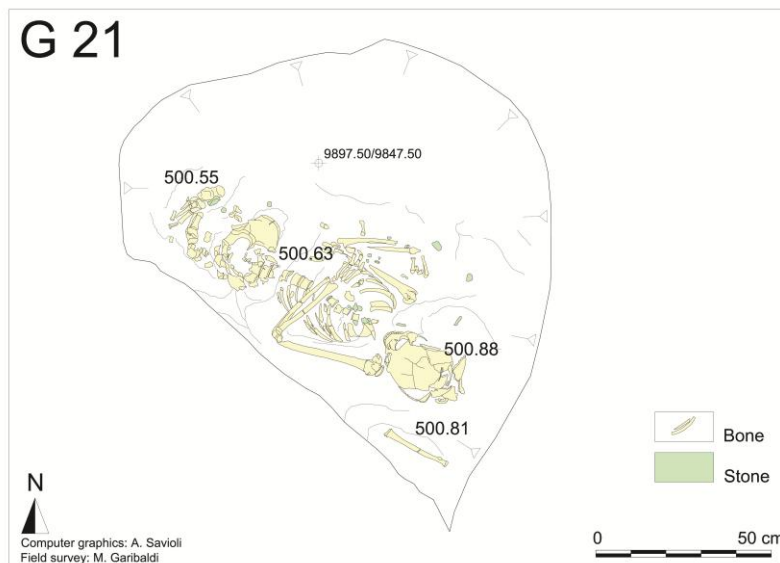 G 21
9897.50/9847.50
500.55
500.63
500.88
500.81
Bone
Stone
N
Computer graphics: A. Savioli
Field survey: M. Garibaldi
0 50 cm